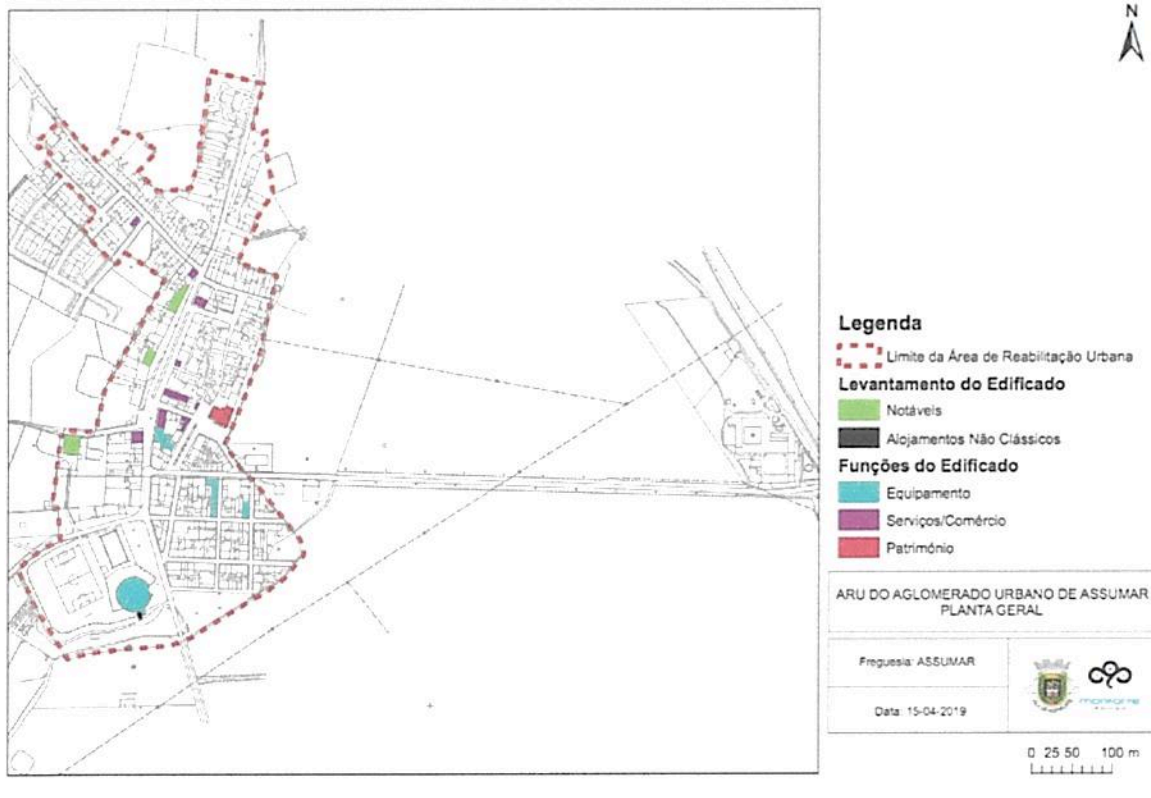 N
Legenda
Limite da Área de Reabilitação Urbana
Levantamento do Edificado
Notáveis
Alojamentos Não Clássicos
Funções do Edificado
Equipamento
Serviços/Comércio
Património
ARU DO AGLOMERADO URBANO DE ASSUMAR
PLANTA GERAL
Freguesia: ASSUMAR
Data: 15-04-2019
monforte
0 25 50 100 m